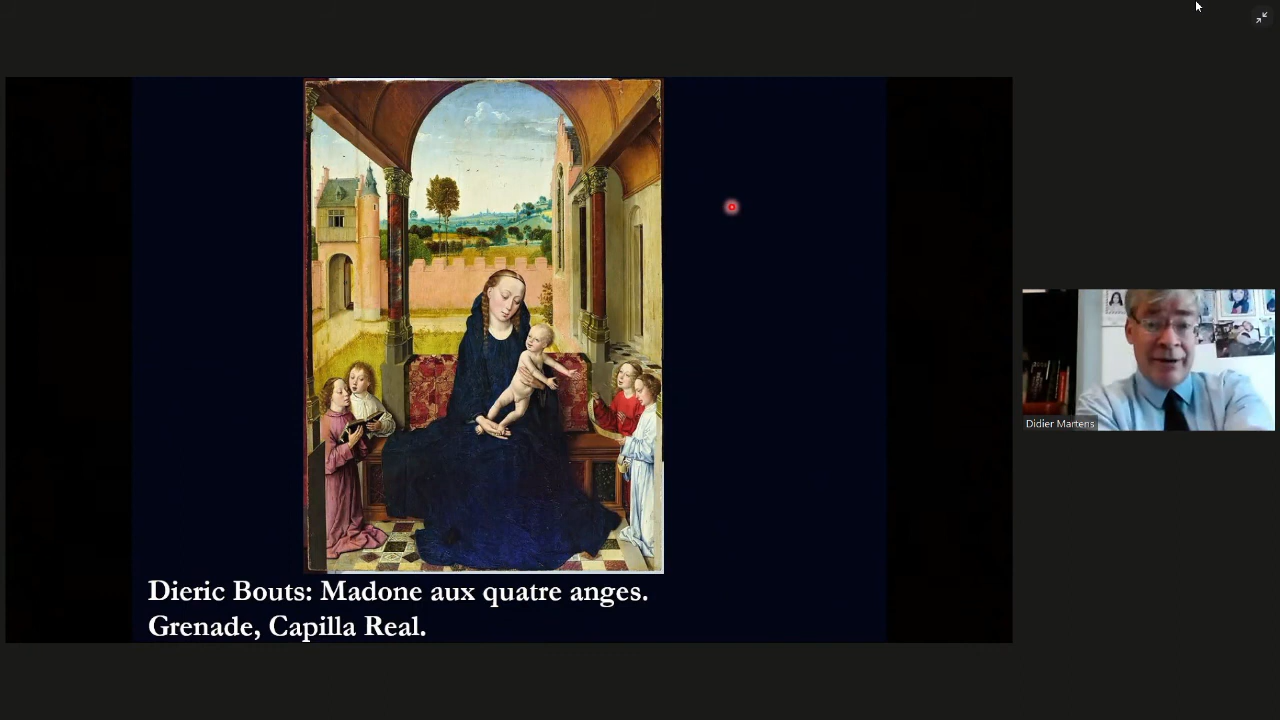 Dieric Bouts: Madone aux quatre anges.
Grenade, Capilla Real.
Didier Martens